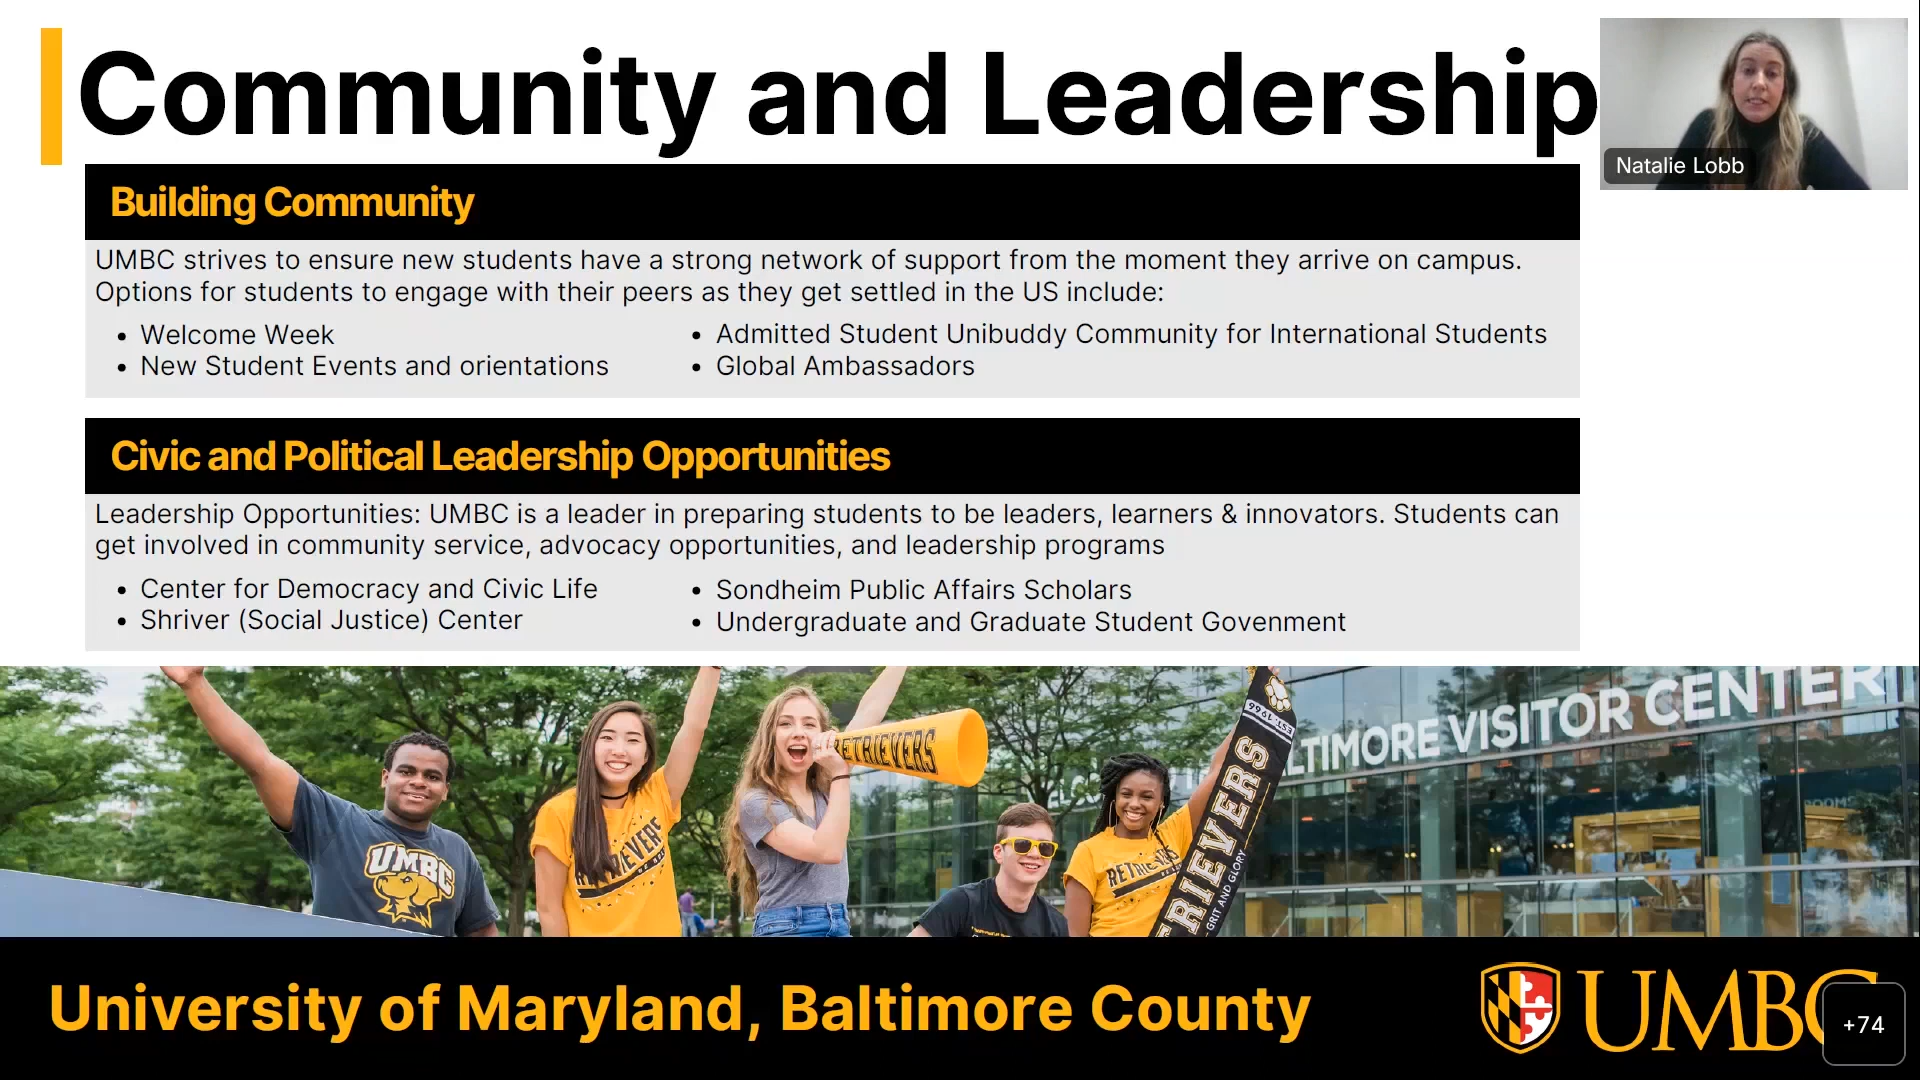 Community and Leadership
Natalie Lobb
Building Community
UMBC strives to ensure new students have a strong network of support from the moment they arrive on campus.
Options for students to engage with their peers as they get settled in the US include:
• Welcome Week
• New Student Events and orientations
• Admitted Student Unibuddy Community for International Students
• Global Ambassadors
Civic and Political Leadership Opportunities
Leadership Opportunities: UMBC is a leader in preparing students to be leaders, learners & innovators. Students can
get involved in community service, advocacy opportunities, and leadership programs
• Center for Democracy and Civic Life
• Shriver (Social Justice) Center
• Sondheim Public Affairs Scholars
• Undergraduate and Graduate Student Govenment
LTIMORE VISITOR CENTER
RETRIEVERS
EST. 1966
TRIEVERS
GRIT AND GLORY
UMBC
RETRIEVERS
University of Maryland, Baltimore County
UMBC
+74